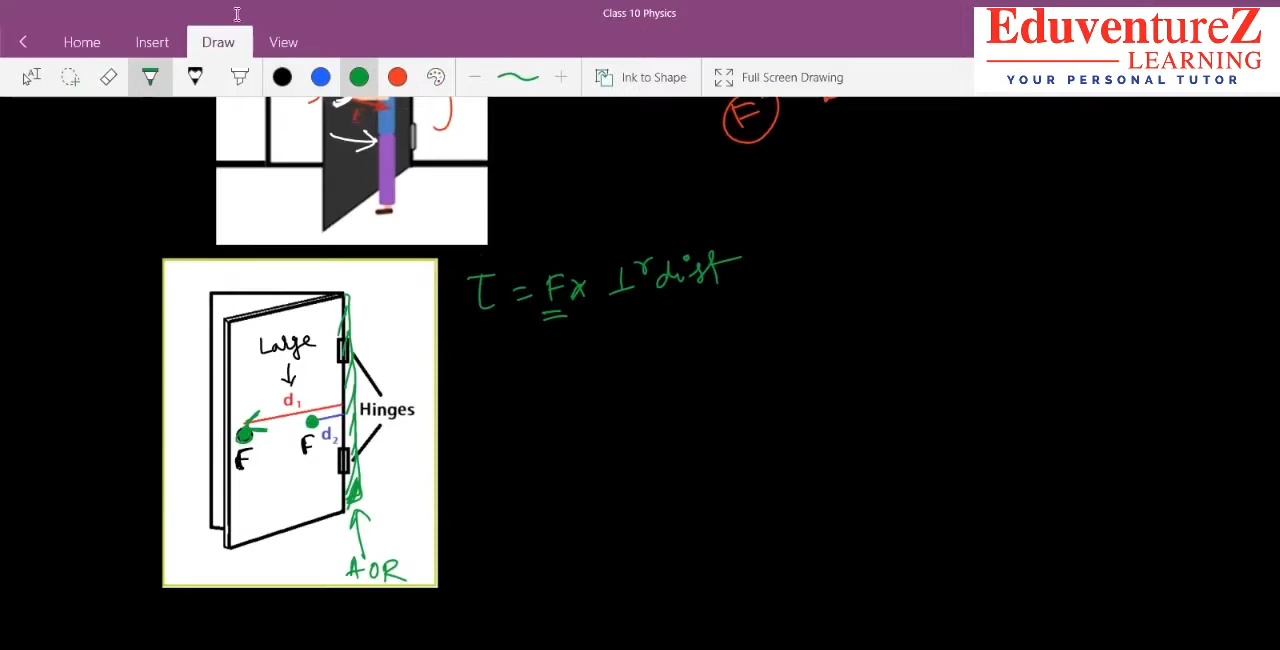 Class 10 Physics
EduventureZ
LEARNING
YOUR PERSONAL TUTOR
Home Insert Draw View
Ink to Shape Full Screen Drawing
F
τ = F x ⊥r dist
Large
d₁
Hinges
F
d₂
F
AOR